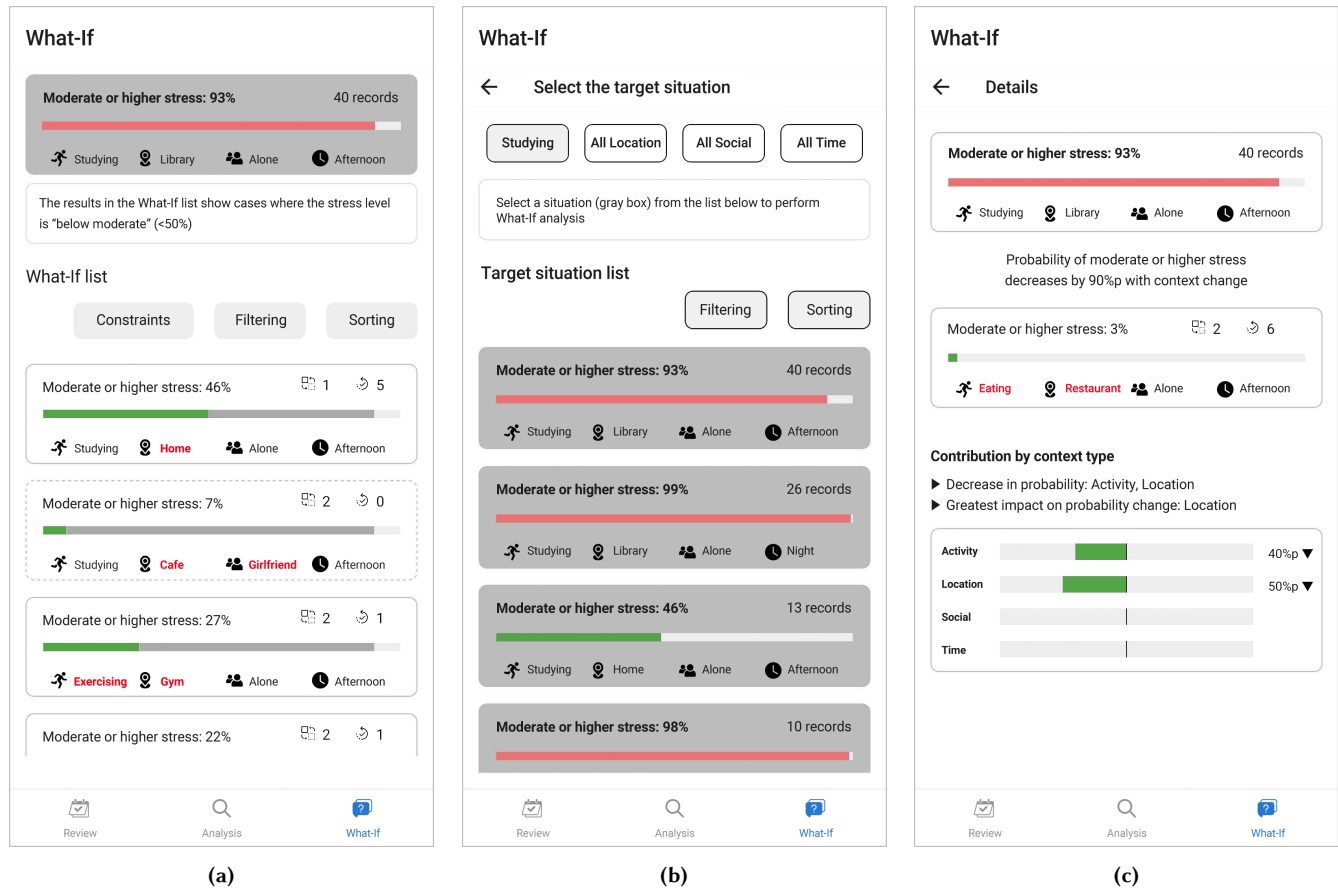 What-If
Moderate or higher stress: 93% 40 records
Studying Library Alone Afternoon
The results in the What-If list show cases where the stress level
is “below moderate” (<50%)
What-If list
Constraints Filtering Sorting
Moderate or higher stress: 46% 1 5
Studying Home Alone Afternoon
Moderate or higher stress: 7% 2 0
Studying Cafe Girlfriend Afternoon
Moderate or higher stress: 27% 2 1
Exercising Gym Alone Afternoon
Moderate or higher stress: 22% 2 1
Review Analysis What-If
(a)
What-If
Select the target situation
Studying All Location All Social All Time
Select a situation (gray box) from the list below to perform
What-If analysis
Target situation list
Filtering Sorting
Moderate or higher stress: 93% 40 records
Studying Library Alone Afternoon
Moderate or higher stress: 99% 26 records
Studying Library Alone Night
Moderate or higher stress: 46% 13 records
Studying Home Alone Afternoon
Moderate or higher stress: 98% 10 records
Review Analysis What-If
(b)
What-If
Details
Moderate or higher stress: 93% 40 records
Studying Library Alone Afternoon
Probability of moderate or higher stress
decreases by 90%p with context change
Moderate or higher stress: 3% 2 6
Eating Restaurant Alone Afternoon
Contribution by context type
▶ Decrease in probability: Activity, Location
▶ Greatest impact on probability change: Location
Activity 40%p ▼
Location 50%p ▼
Social
Time
Review Analysis What-If
(c)